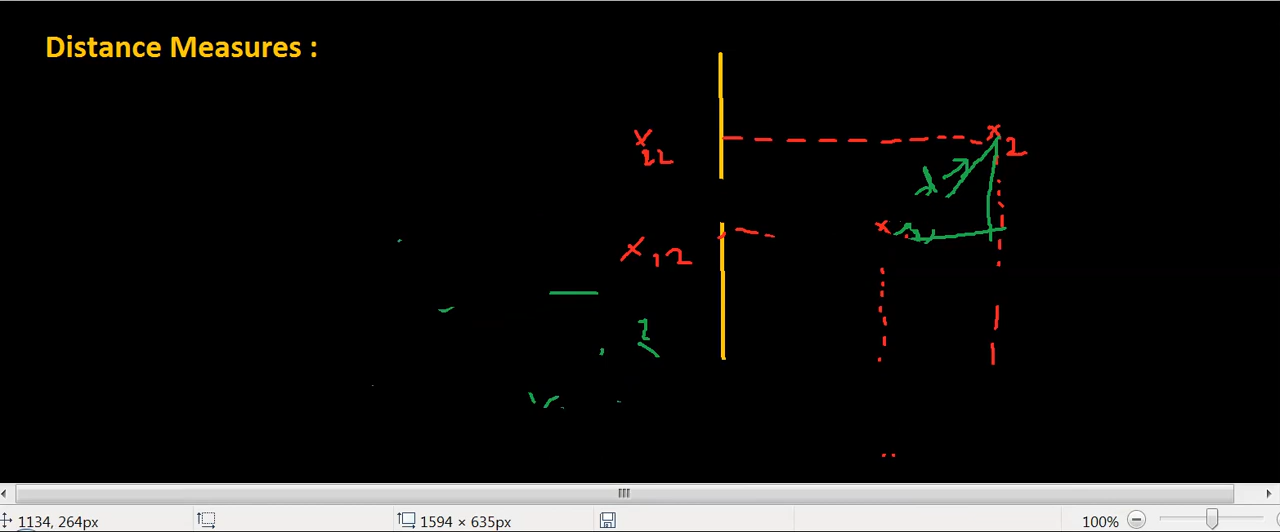 Distance Measures :
x 2
x22
d
x
x12
1134, 264px 1594 × 635px 100%